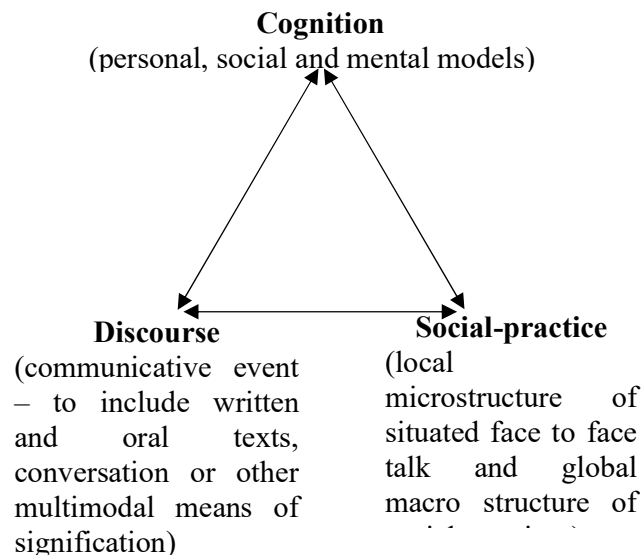 Cognition
(personal, social and mental models)
Discourse
(communicative event
– to include written
and oral texts,
conversation or other
multimodal means of
signification)
Social-practice
(local
microstructure of
situated face to face
talk and global
macro structure of